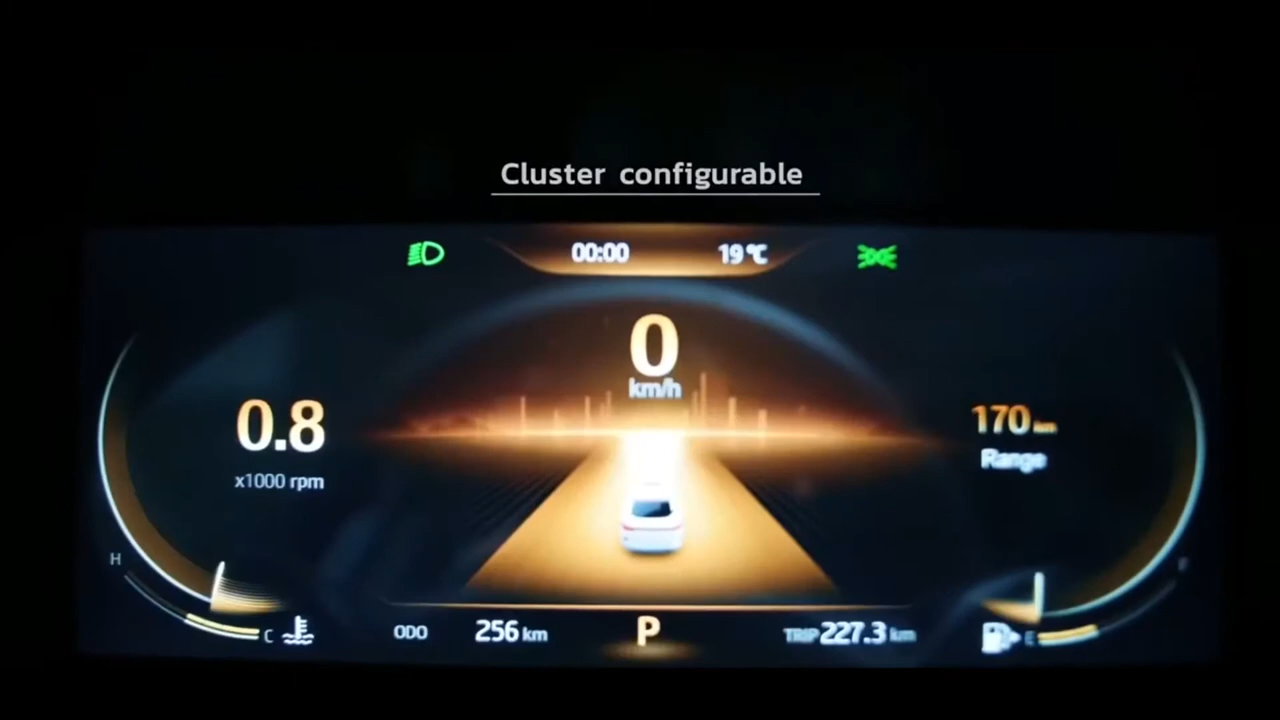 Cluster configurable
00:00 19°C
0
km/h
0.8
x1000 rpm
170 km
Range
H
C
ODO 256 km
P
TRIP 227.3 km
E